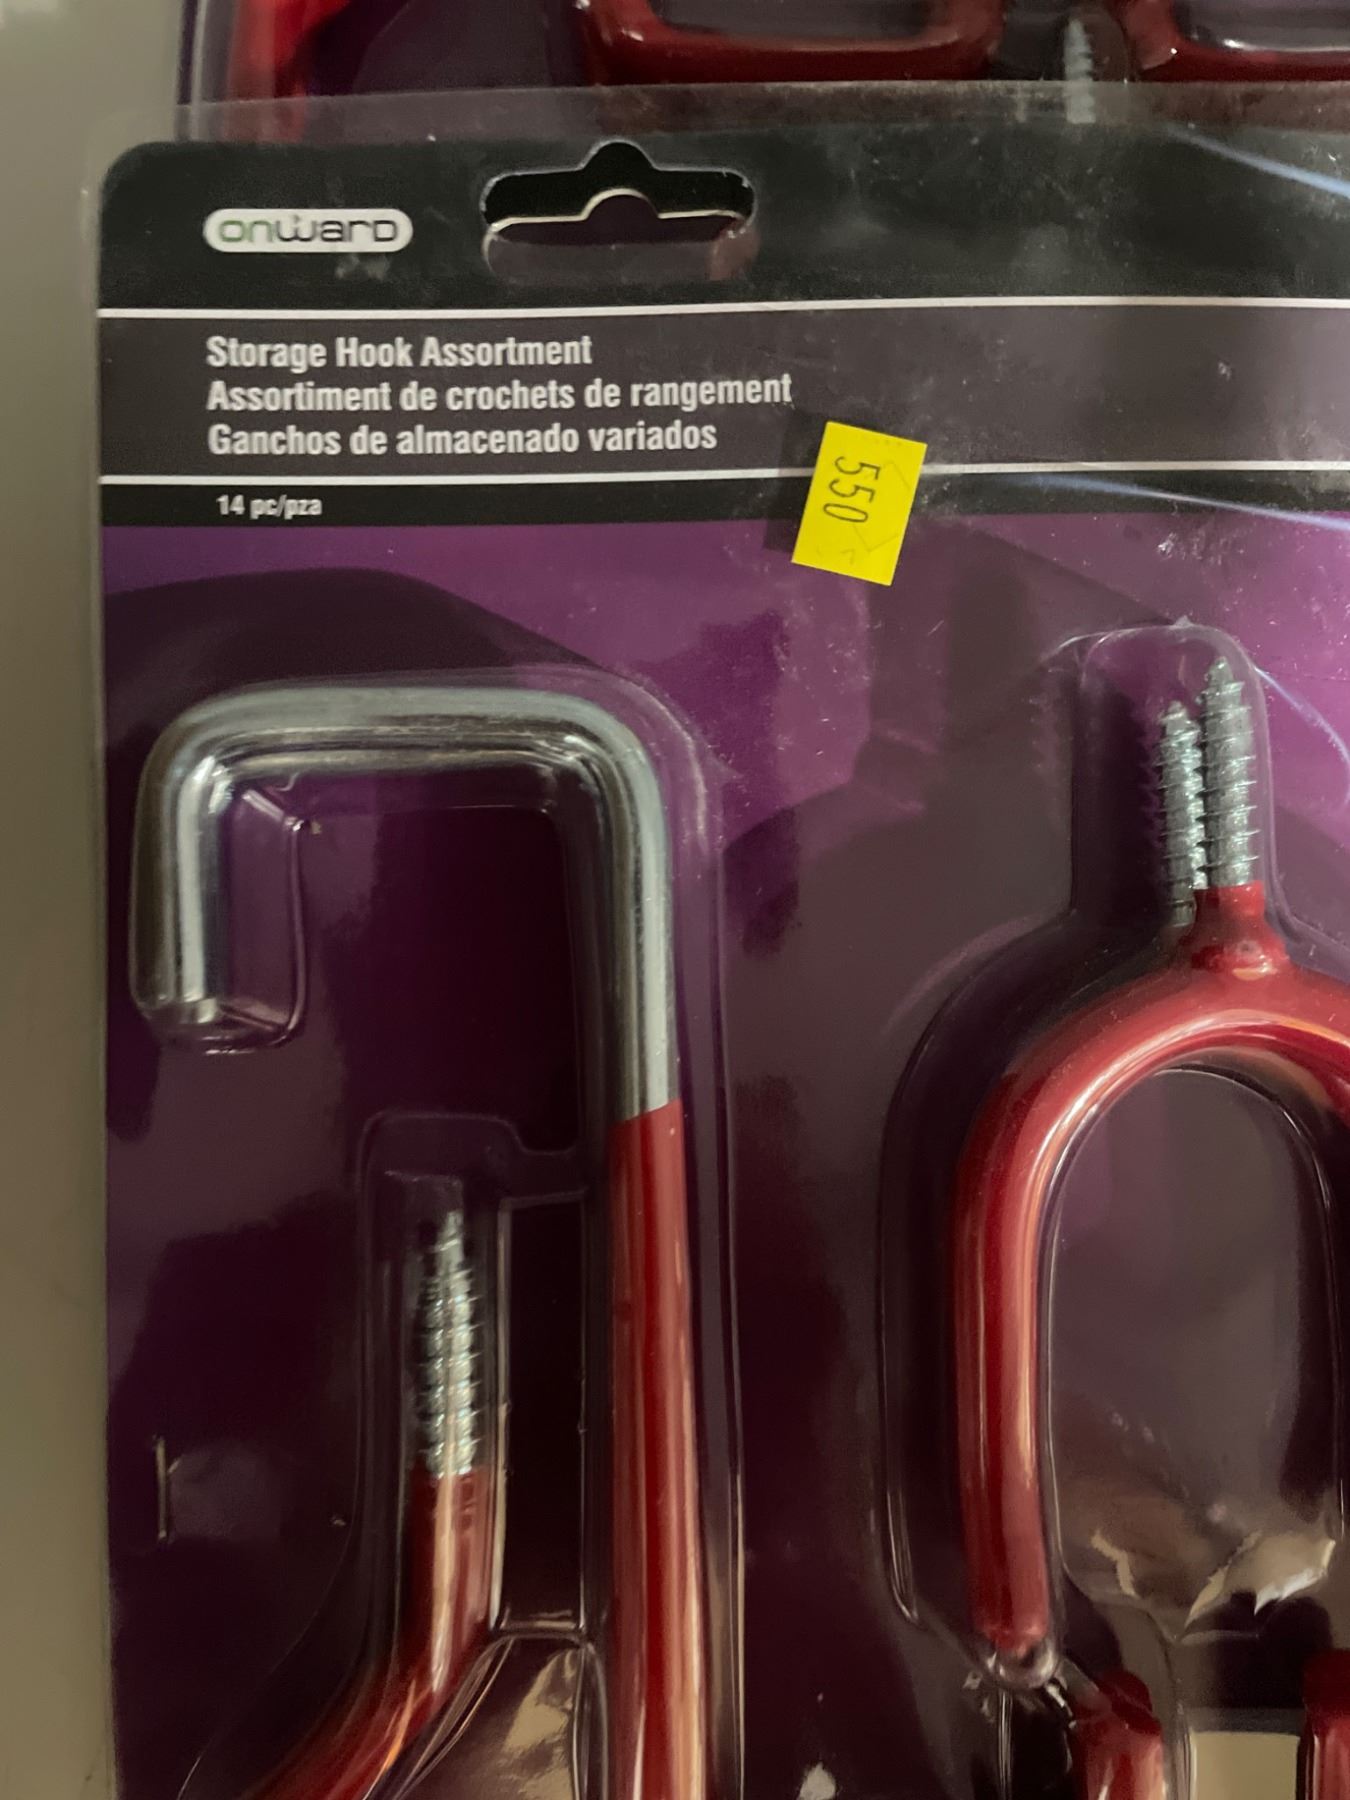 onward
Storage Hook Assortment
Assortiment de crochets de rangement
Ganchos de almacenado variados
550
14 pc/pza